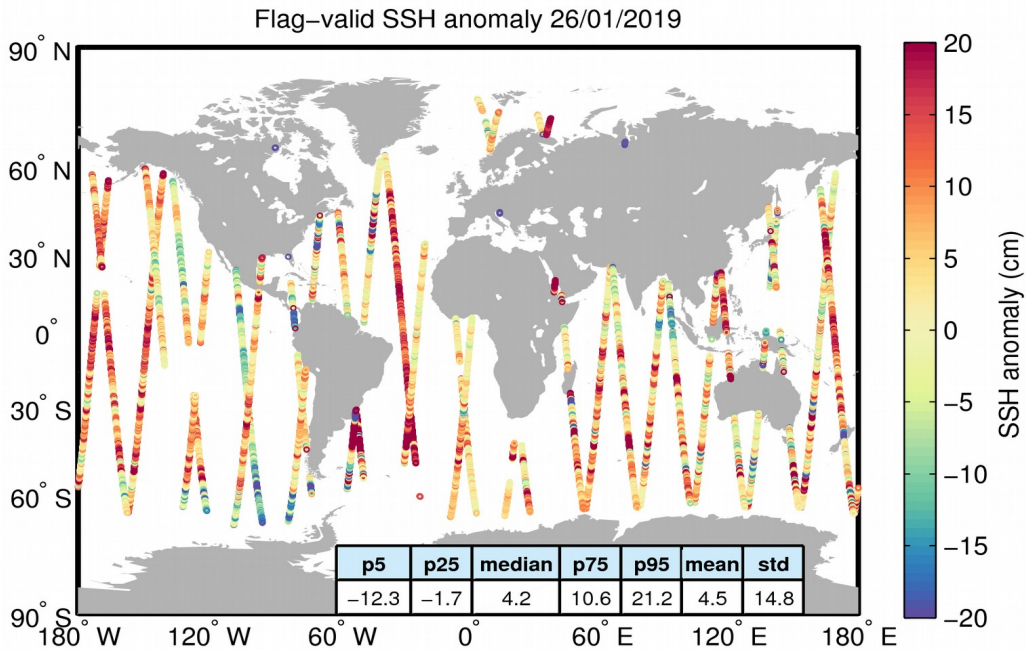 Flag−valid SSH anomaly 26/01/2019
90° N
60° N
30° N
0°
30° S
60° S
90° S
180° W
120° W
60° W
0°
60° E
120° E
180° E
p5 p25 median p75 p95 mean std
−12.3 −1.7 4.2 10.6 21.2 4.5 14.8
20
15
10
5
0
−5
−10
−15
−20
SSH anomaly (cm)